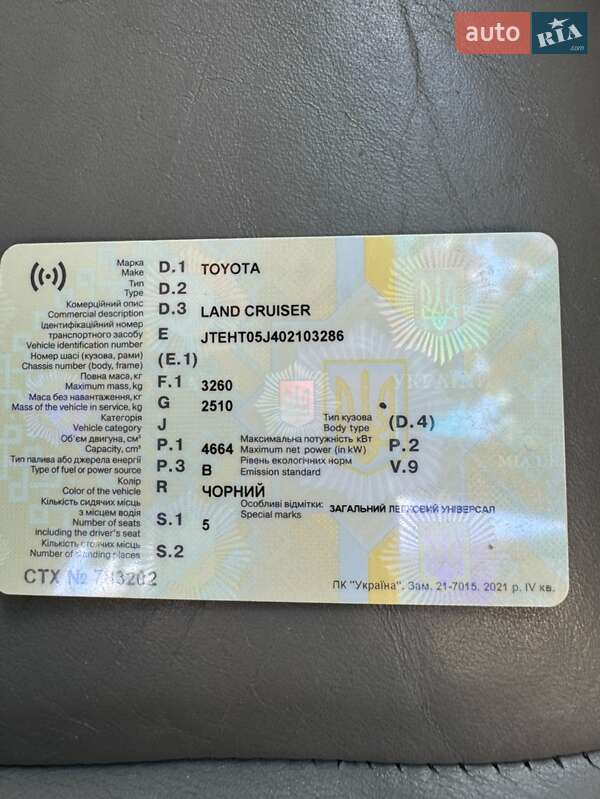 auto RIA.com
Марка
Make D.1 TOYOTA
Тип
Type D.2
Комерційний опис
Commercial description D.3 LAND CRUISER
Ідентифікаційний номер
транспортного засобу
Vehicle identification number E JTEHT05J402103286
Номер шасі (кузова, рами)
Chassis number (body, frame) (E.1)
Повна маса, кг
Maximum mass, kg F.1 3260
Маса без навантаження, кг
Mass of the vehicle in service, kg G 2510
Категорія
Vehicle category J
Тип кузова
Body type (D.4)
Об'єм двигуна, см³
Capacity, cm³ P.1 4664
Максимальна потужність кВт
Maximum net power (in kW) P.2
Тип палива або джерела енергії
Type of fuel or power source P.3 B
Рівень екологічних норм
Emission standard V.9
Колір
Color of the vehicle R ЧОРНИЙ
Особливі відмітки:
Special marks ЗАГАЛЬНИЙ ЛЕГКОВИЙ УНІВЕРСАЛ
Кількість сидячих місць
з місцем водія
Number of seats
including the driver's seat S.1 5
Кількість стоячих місць
Number of standing places S.2
СТХ №
ПК "Україна". Зам. 21-7015. 2021 р. IV кв.